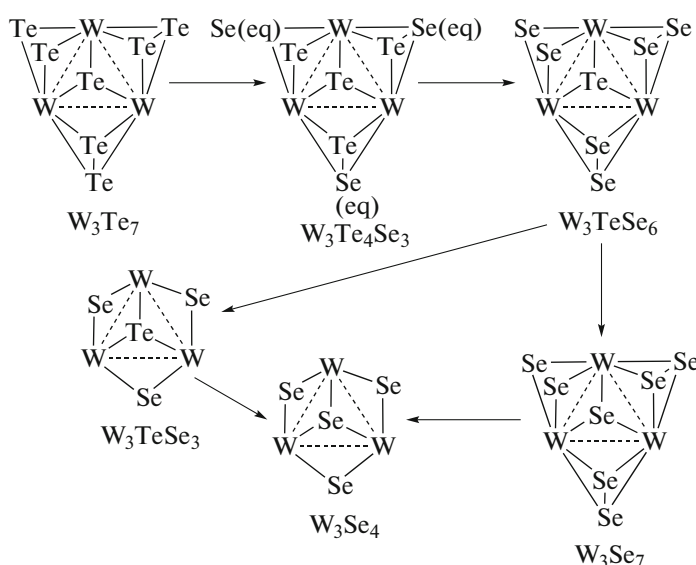 Te W Te Se(eq) W Se(eq) Se W Se
Te Te Te Te Se Se
Te Te Te
W W W W W W
Te Te Se
Te Se Se
(eq)
W3Te7 W3Te4Se3 W3TeSe6
W
Se Se
Te
W W
Se
W3TeSe3
W
Se Se
Se
W W
Se
W3Se4
Se W Se
Se Se
Se
W W
Se
Se
W3Se7